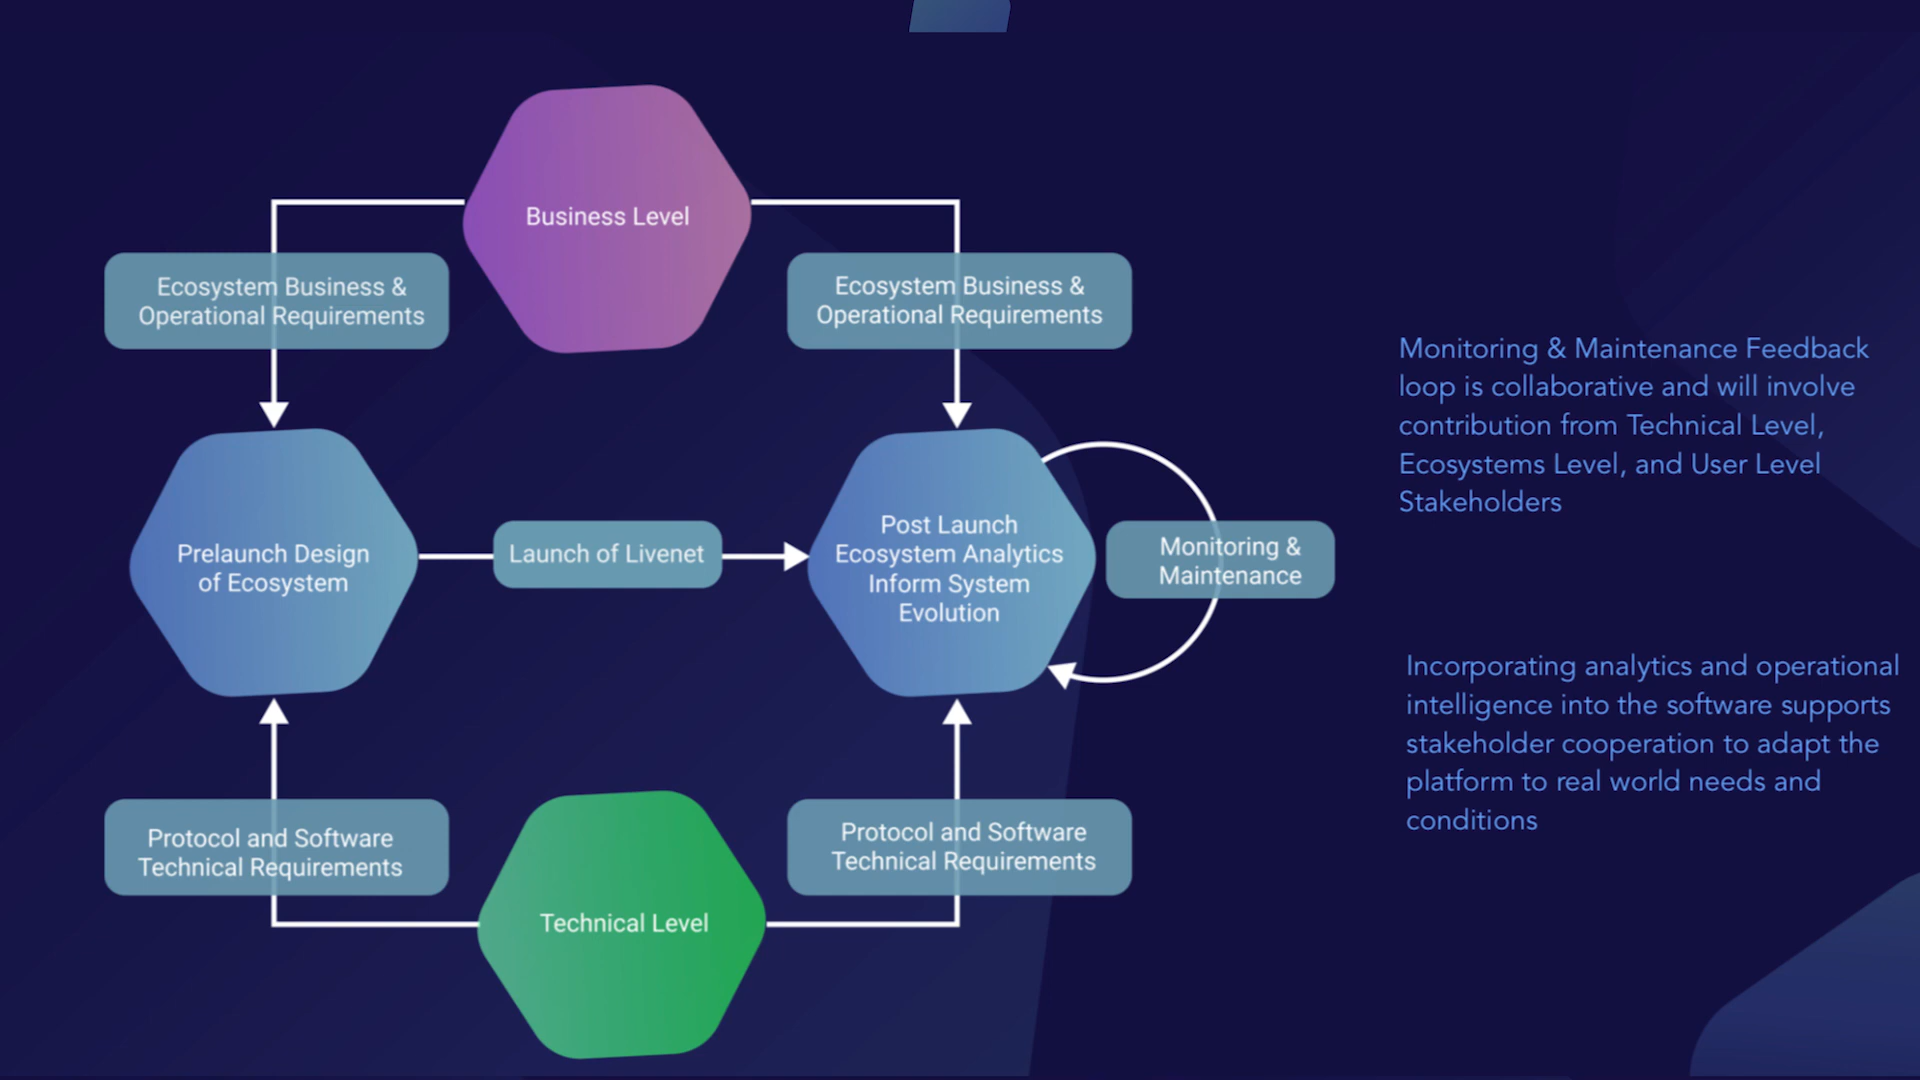 Business Level
Ecosystem Business &
Operational Requirements
Ecosystem Business &
Operational Requirements
Prelaunch Design
of Ecosystem
Launch of Livenet
Post Launch
Ecosystem Analytics
Inform System
Evolution
Monitoring &
Maintenance
Protocol and Software
Technical Requirements
Protocol and Software
Technical Requirements
Technical Level
Monitoring & Maintenance Feedback
loop is collaborative and will involve
contribution from Technical Level,
Ecosystems Level, and User Level
Stakeholders
Incorporating analytics and operational
intelligence into the software supports
stakeholder cooperation to adapt the
platform to real world needs and
conditions